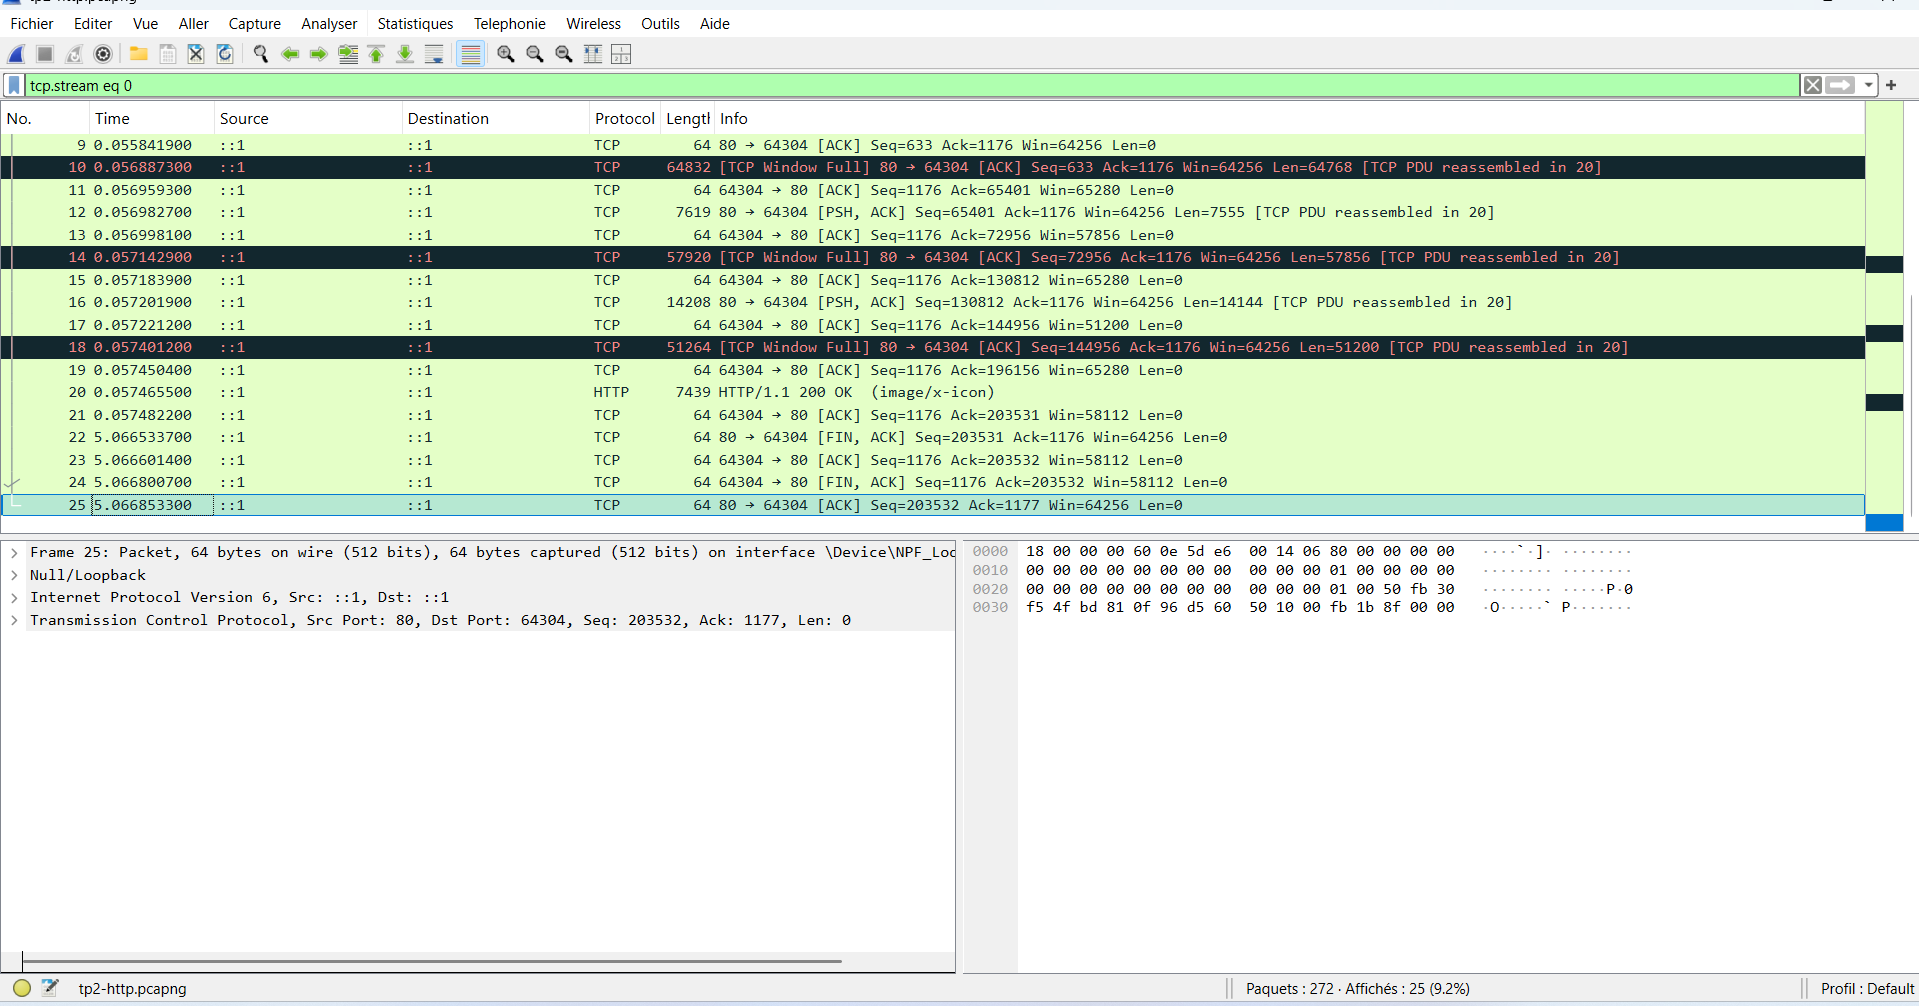 tp2-http.pcapng
Fichier Editer Vue Aller Capture Analyser Statistiques Telephonie Wireless Outils Aide
tcp.stream eq 0
No. Time Source Destination Protocol Length Info
9 0.055841900 ::1 ::1 TCP 64 80 → 64304 [ACK] Seq=633 Ack=1176 Win=64256 Len=0
10 0.056887300 ::1 ::1 TCP 64832 [TCP Window Full] 80 → 64304 [ACK] Seq=633 Ack=1176 Win=64256 Len=64768 [TCP PDU reassembled in 20]
11 0.056959300 ::1 ::1 TCP 64 64304 → 80 [ACK] Seq=1176 Ack=65401 Win=65280 Len=0
12 0.056982700 ::1 ::1 TCP 7619 80 → 64304 [PSH, ACK] Seq=65401 Ack=1176 Win=64256 Len=7555 [TCP PDU reassembled in 20]
13 0.056998100 ::1 ::1 TCP 64 64304 → 80 [ACK] Seq=1176 Ack=72956 Win=57856 Len=0
14 0.057142900 ::1 ::1 TCP 57920 [TCP Window Full] 80 → 64304 [ACK] Seq=72956 Ack=1176 Win=64256 Len=57856 [TCP PDU reassembled in 20]
15 0.057183900 ::1 ::1 TCP 64 64304 → 80 [ACK] Seq=1176 Ack=130812 Win=65280 Len=0
16 0.057201900 ::1 ::1 TCP 14208 80 → 64304 [PSH, ACK] Seq=130812 Ack=1176 Win=64256 Len=14144 [TCP PDU reassembled in 20]
17 0.057221200 ::1 ::1 TCP 64 64304 → 80 [ACK] Seq=1176 Ack=144956 Win=51200 Len=0
18 0.057401200 ::1 ::1 TCP 51264 [TCP Window Full] 80 → 64304 [ACK] Seq=144956 Ack=1176 Win=64256 Len=51200 [TCP PDU reassembled in 20]
19 0.057450400 ::1 ::1 TCP 64 64304 → 80 [ACK] Seq=1176 Ack=196156 Win=65280 Len=0
20 0.057465500 ::1 ::1 HTTP 7439 HTTP/1.1 200 OK (image/x-icon)
21 0.057482200 ::1 ::1 TCP 64 64304 → 80 [ACK] Seq=1176 Ack=203531 Win=58112 Len=0
22 5.066533700 ::1 ::1 TCP 64 80 → 64304 [FIN, ACK] Seq=203531 Ack=1176 Win=64256 Len=0
23 5.066601400 ::1 ::1 TCP 64 64304 → 80 [ACK] Seq=1176 Ack=203532 Win=58112 Len=0
24 5.066800700 ::1 ::1 TCP 64 64304 → 80 [FIN, ACK] Seq=1176 Ack=203532 Win=58112 Len=0
25 5.066853300 ::1 ::1 TCP 64 80 → 64304 [ACK] Seq=203532 Ack=1177 Win=64256 Len=0
Frame 25: Packet, 64 bytes on wire (512 bits), 64 bytes captured (512 bits) on interface \Device\NPF_Loc
Null/Loopback
Internet Protocol Version 6, Src: ::1, Dst: ::1
Transmission Control Protocol, Src Port: 80, Dst Port: 64304, Seq: 203532, Ack: 1177, Len: 0
0000 18 00 00 00 60 0e 5d e6 00 14 06 80 00 00 00 00 ····`·]· ········
0010 00 00 00 00 00 00 00 00 00 00 00 01 00 00 00 00 ········ ········
0020 00 00 00 00 00 00 00 00 00 00 00 01 00 50 fb 30 ········ ·····P·0
0030 f5 4f bd 81 0f 96 d5 60 50 10 00 fb 1b 8f 00 00 ·O·····` P·······
tp2-http.pcapng
Paquets : 272 · Affichés : 25 (9.2%)
Profil : Default